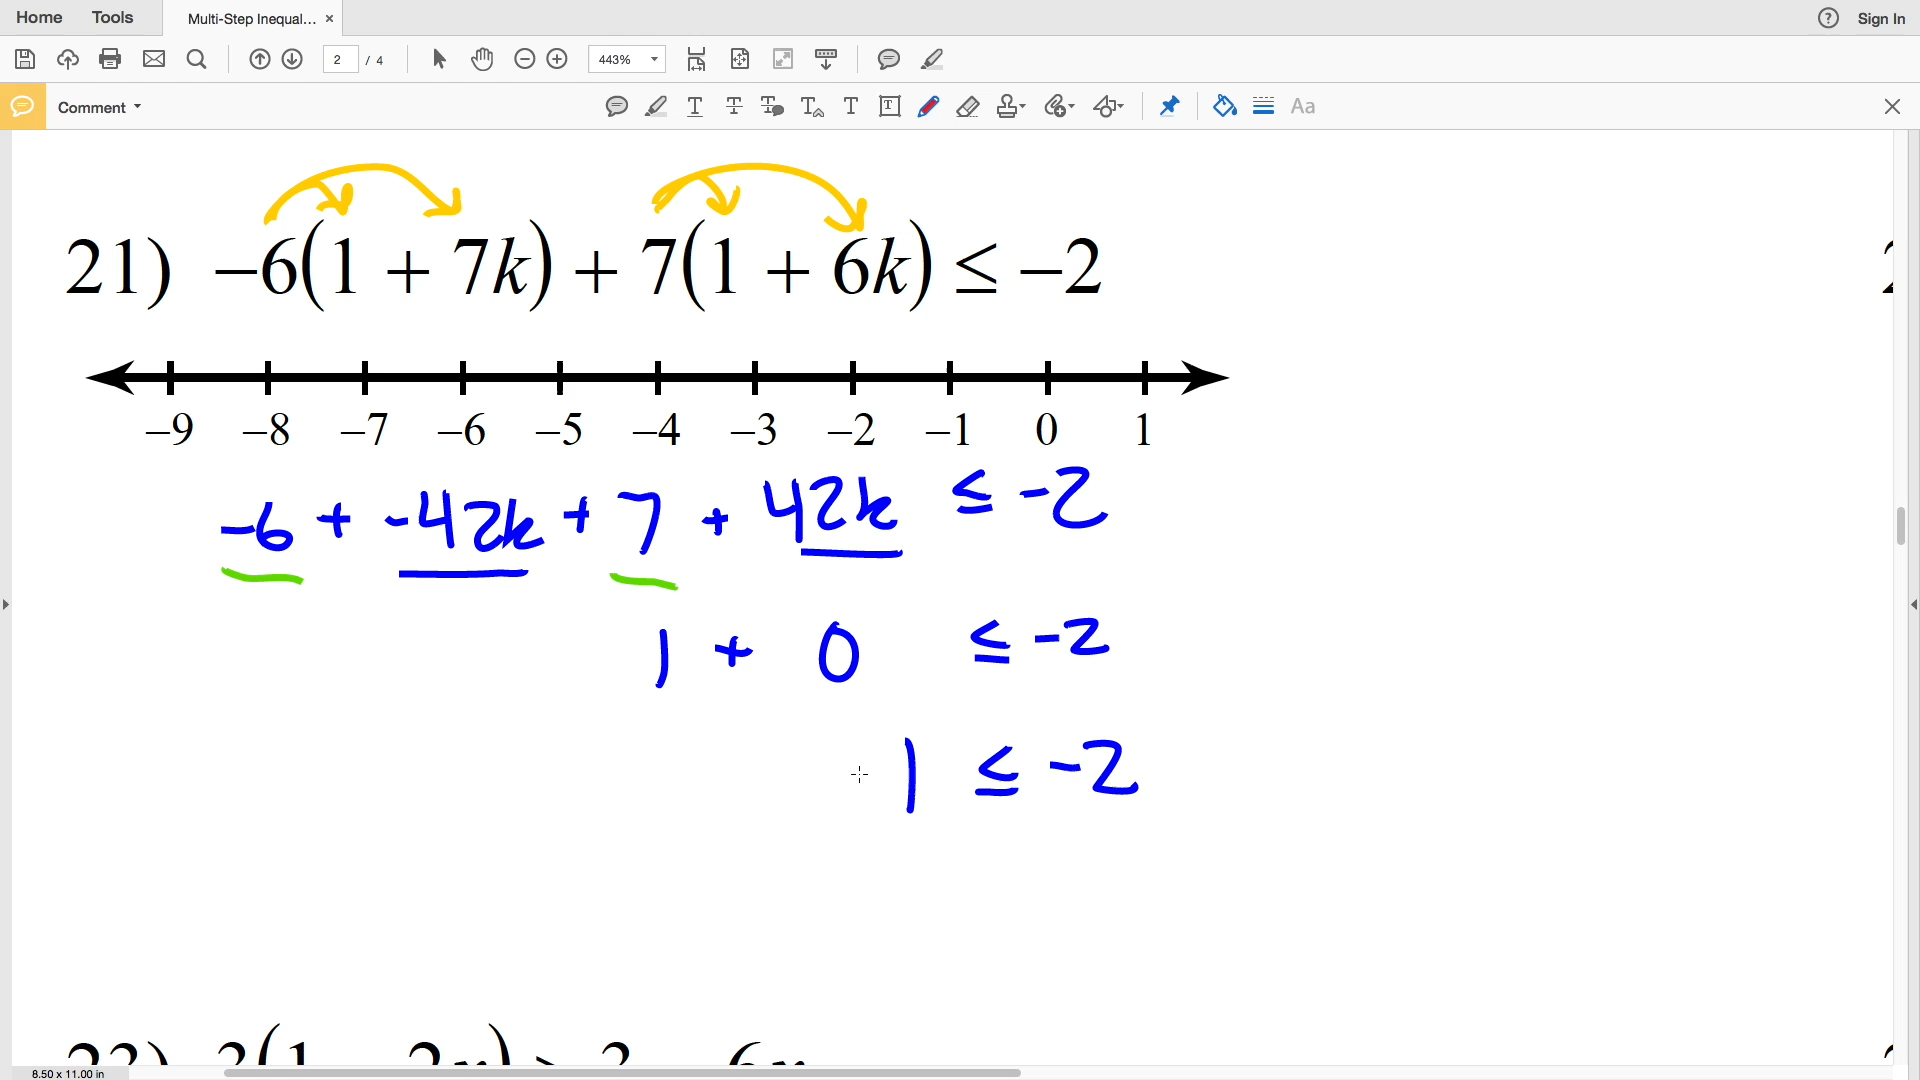 Home Tools Multi-Step Inequal... × ? Sign In
2 / 4 443%
Comment Aa
21) −6(1 + 7k) + 7(1 + 6k) ≤ −2
−9 −8 −7 −6 −5 −4 −3 −2 −1 0 1
-6 + -42k + 7 + 42k ≤ -2
1 + 0 ≤ -2
1 ≤ -2
8.50 x 11.00 in